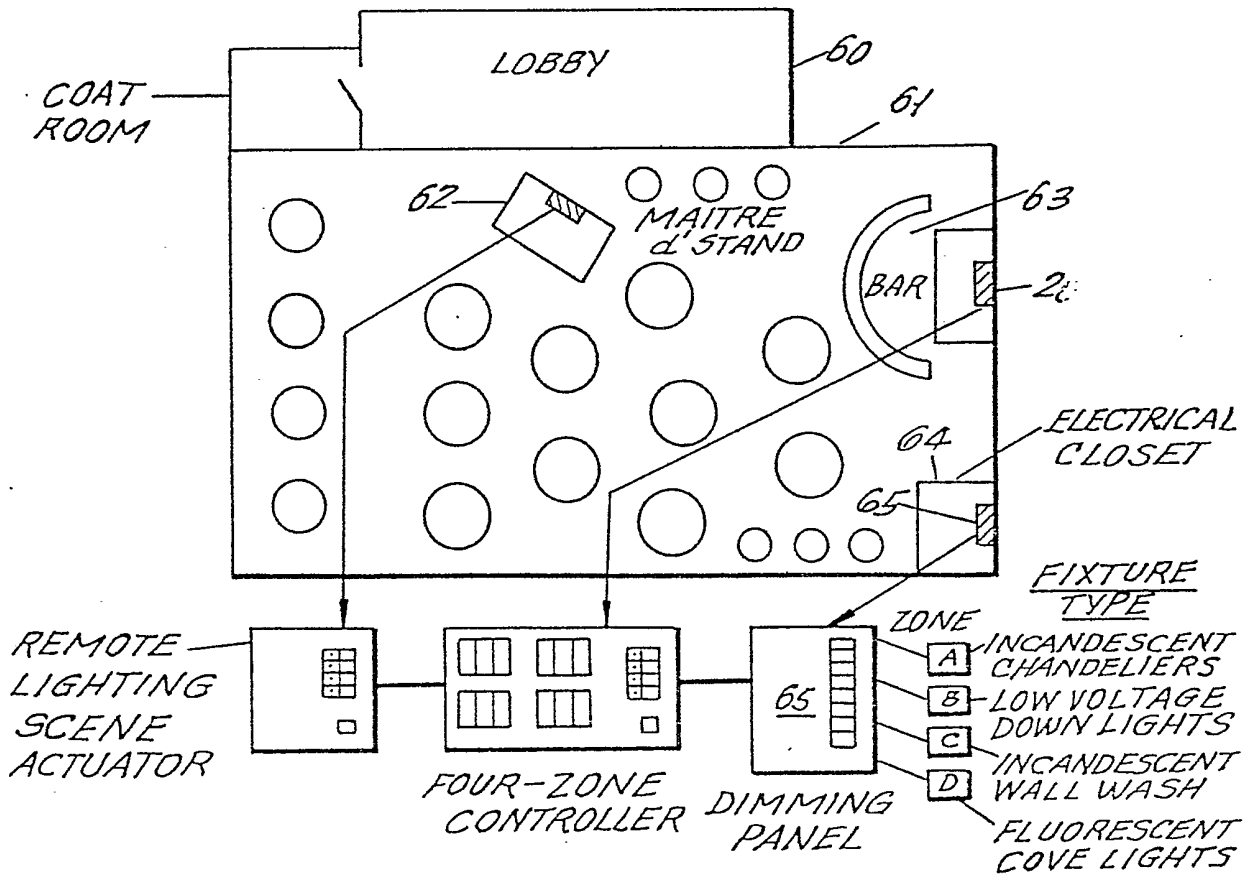 LOBBY
60
COAT
ROOM
61
62
MAITRE
d'STAND
63
BAR
ELECTRICAL
CLOSET
64
65
FIXTURE
TYPE
ZONE
REMOTE
LIGHTING
SCENE
ACTUATOR
FOUR-ZONE
CONTROLLER
65
DIMMING
PANEL
A
INCANDESCENT
CHANDELIERS
B
LOW VOLTAGE
DOWN LIGHTS
C
INCANDESCENT
WALL WASH
D
FLUORESCENT
COVE LIGHTS